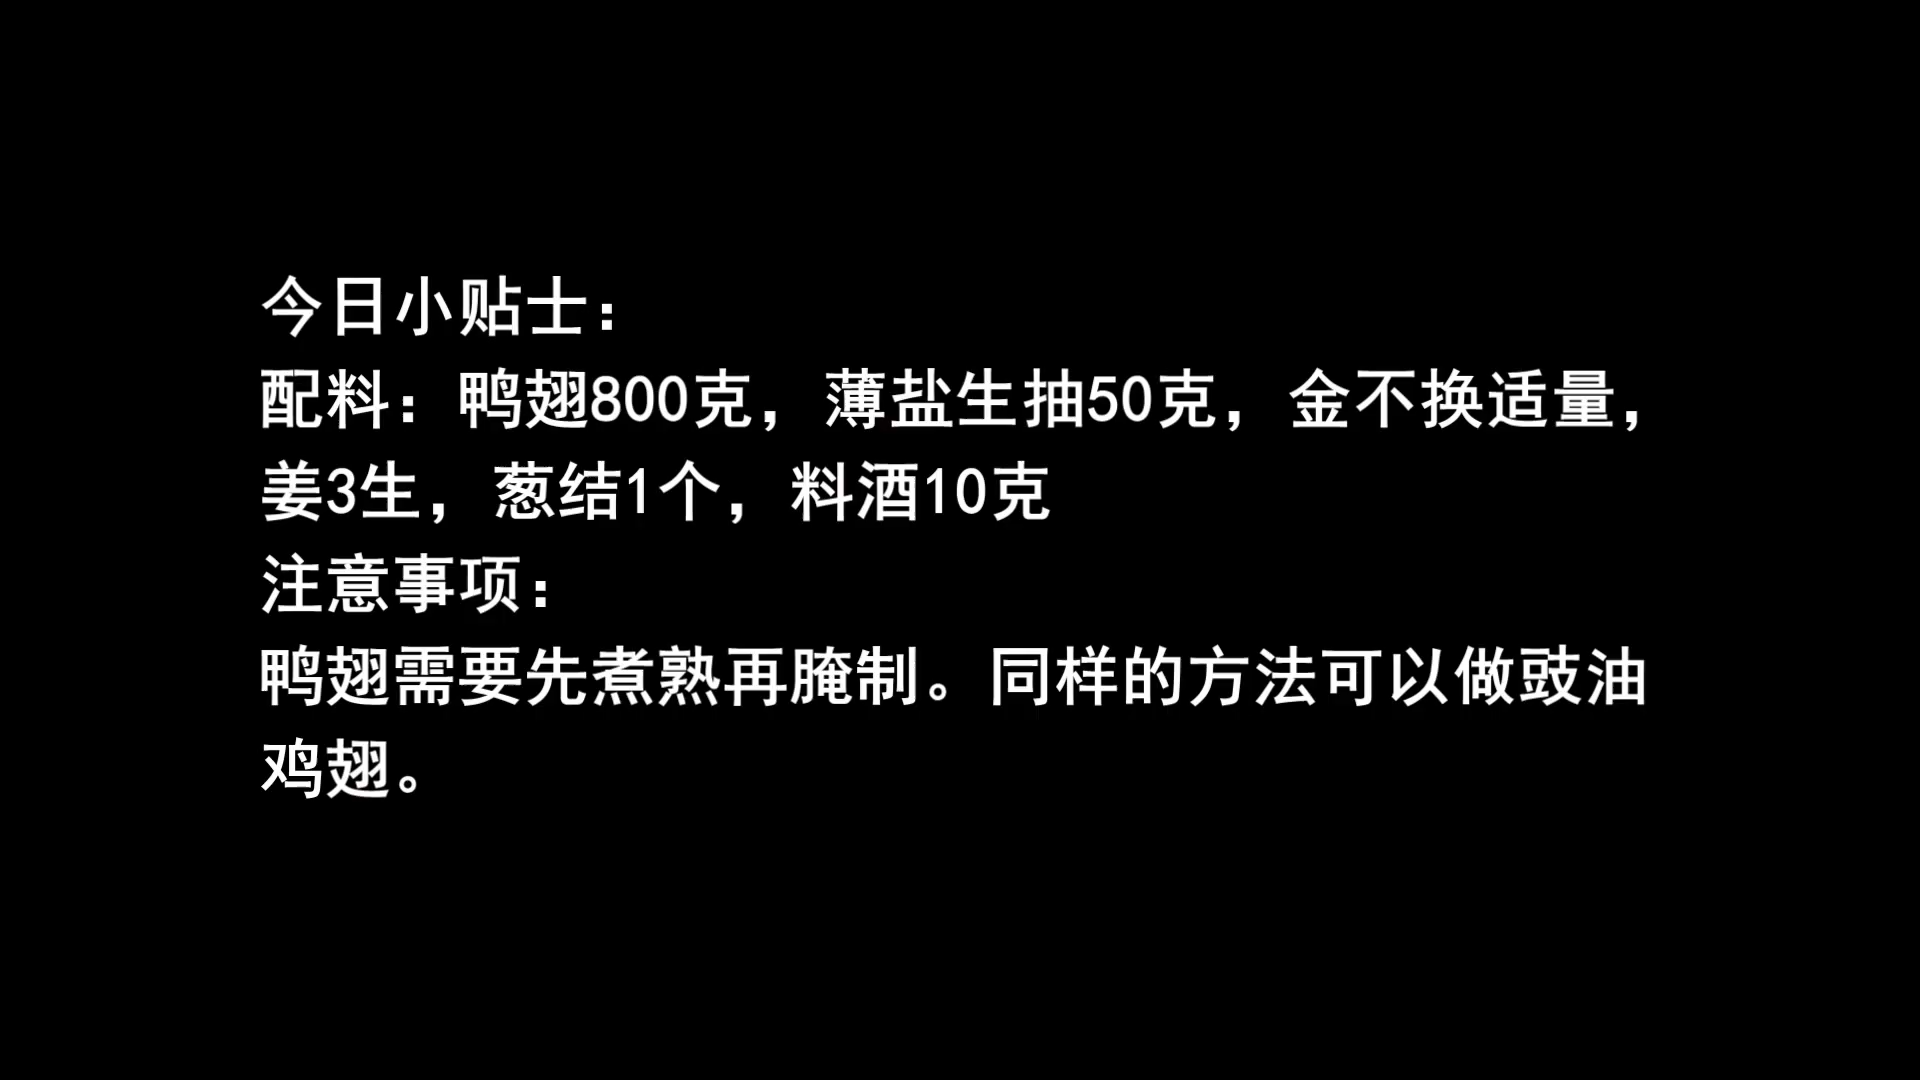 今日小贴士：
配料：鸭翅800克，薄盐生抽50克，金不换适量，
姜3生，葱结1个，料酒10克
注意事项：
鸭翅需要先煮熟再腌制。同样的方法可以做豉油
鸡翅。